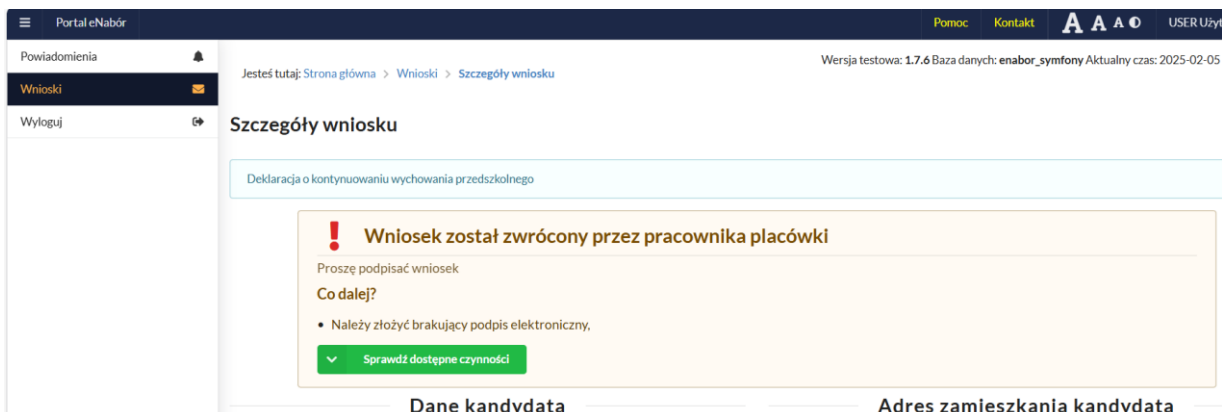 Portal eNabór
Pomoc Kontakt A A A USER Użyt
Powiadomienia
Wnioski
Wyloguj
Jesteś tutaj: Strona główna > Wnioski > Szczegóły wniosku
Wersja testowa: 1.7.6 Baza danych: enabor_symfony Aktualny czas: 2025-02-05
Szczegóły wniosku
Deklaracja o kontynuowaniu wychowania przedszkolnego
Wniosek został zwrócony przez pracownika placówki
Proszę podpisać wniosek
Co dalej?
• Należy złożyć brakujący podpis elektroniczny,
Sprawdź dostępne czynności
Dane kandydata
Adres zamieszkania kandydata